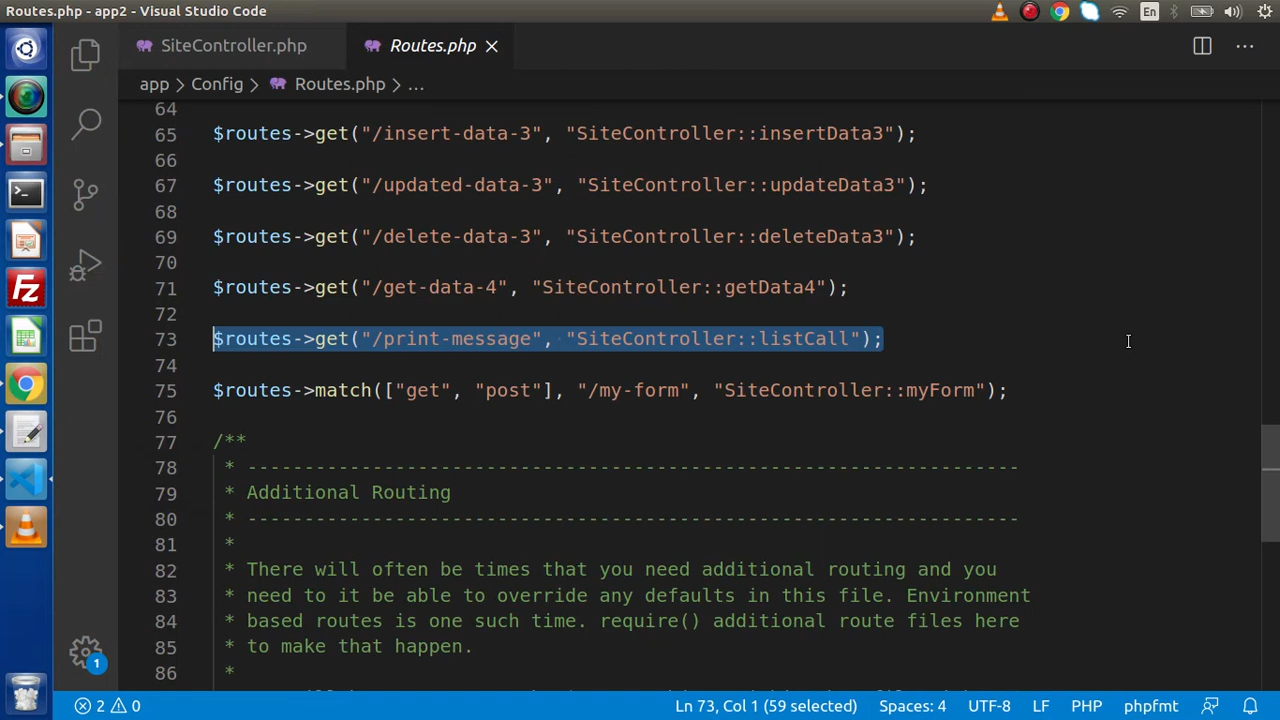 Routes.php - app2 - Visual Studio Code
En
SiteController.php
Routes.php
app > Config > Routes.php > ...
64
65 $routes->get("/insert-data-3", "SiteController::insertData3");
66
67 $routes->get("/updated-data-3", "SiteController::updateData3");
68
69 $routes->get("/delete-data-3", "SiteController::deleteData3");
70
71 $routes->get("/get-data-4", "SiteController::getData4");
72
73 $routes->get("/print-message", "SiteController::listCall");
74
75 $routes->match(["get", "post"], "/my-form", "SiteController::myForm");
76
77 /**
78 * --------------------------------------------------------------------
79 * Additional Routing
80 * --------------------------------------------------------------------
81 *
82 * There will often be times that you need additional routing and you
83 * need to it be able to override any defaults in this file. Environment
84 * based routes is one such time. require() additional route files here
85 * to make that happen.
86 *
1
2 0
Ln 73, Col 1 (59 selected)
Spaces: 4
UTF-8
LF
PHP
phpfmt